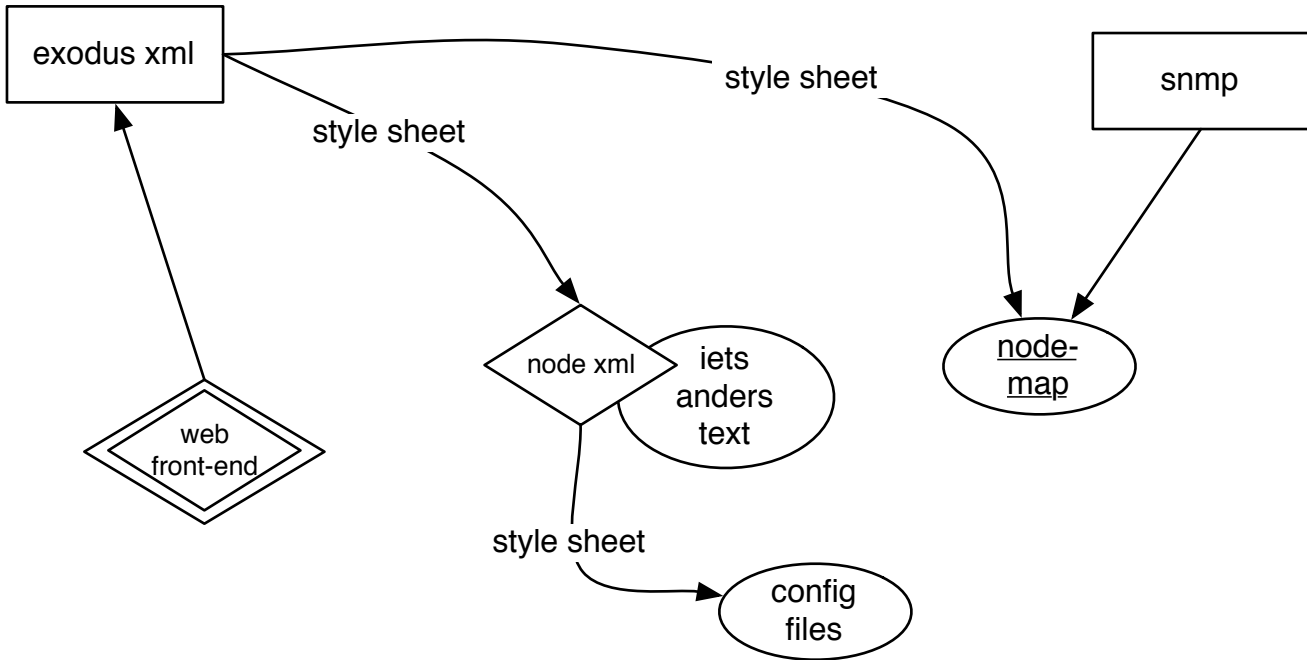 exodus xml
style sheet
snmp
style sheet
node xml
iets
anders
text
node-
map
web
front-end
style sheet
config
files